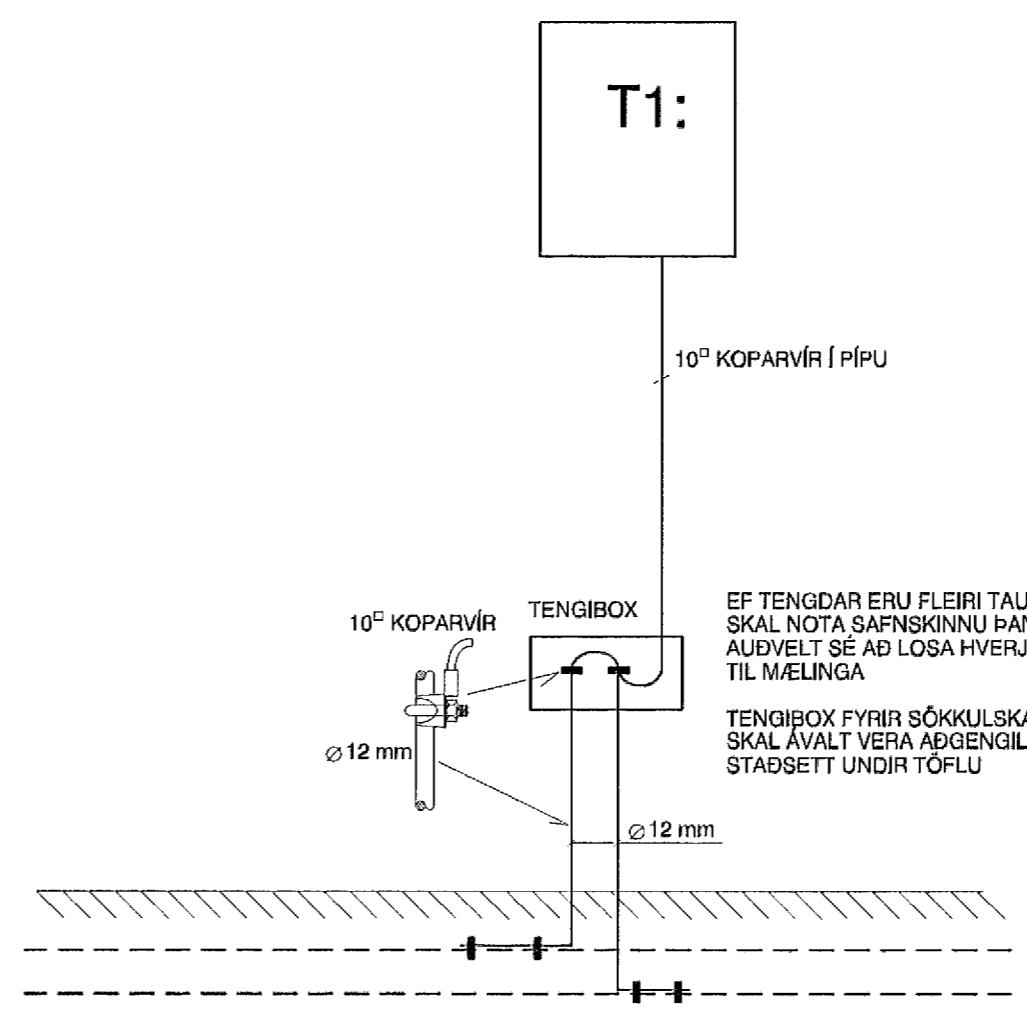 T1:
10□ KOPARVÍR Í PÍPU
10□ KOPARVÍR
TENGIBOX
EF TENGDAR ERU FLEIRI TAU
SKAL NOTA SAFNSKINNU ÞAN
AUÐVELT SÉ AÐ LOSA HVERJ
TIL MÆLINGA
TENGIBOX FYRIR SÖKKULSKA
SKAL ÁVALT VERA AÐGENGIL
STAÐSETT UNDIR TÖFLU
⌀12 mm
⌀12 mm